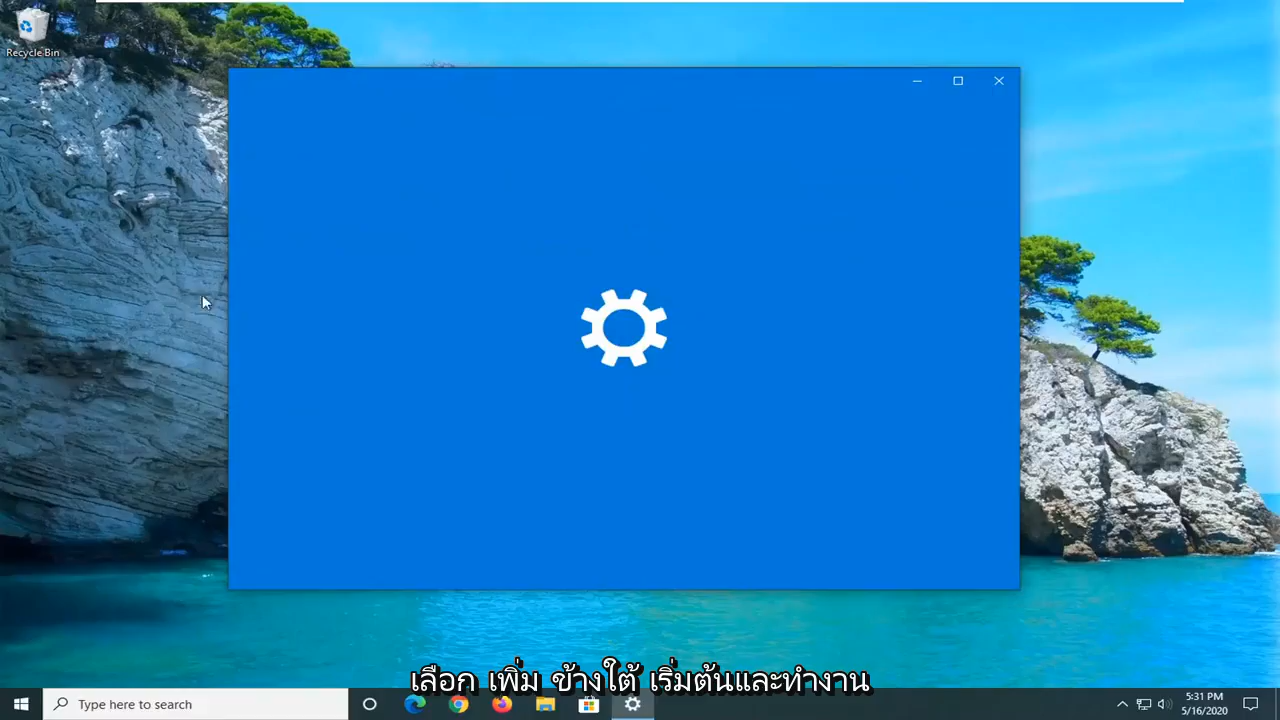 Recycle Bin
เลือก เพิ่ม ข้างใต้ เริ่มต้นและทำงาน
Type here to search
5:31 PM
5/16/2020